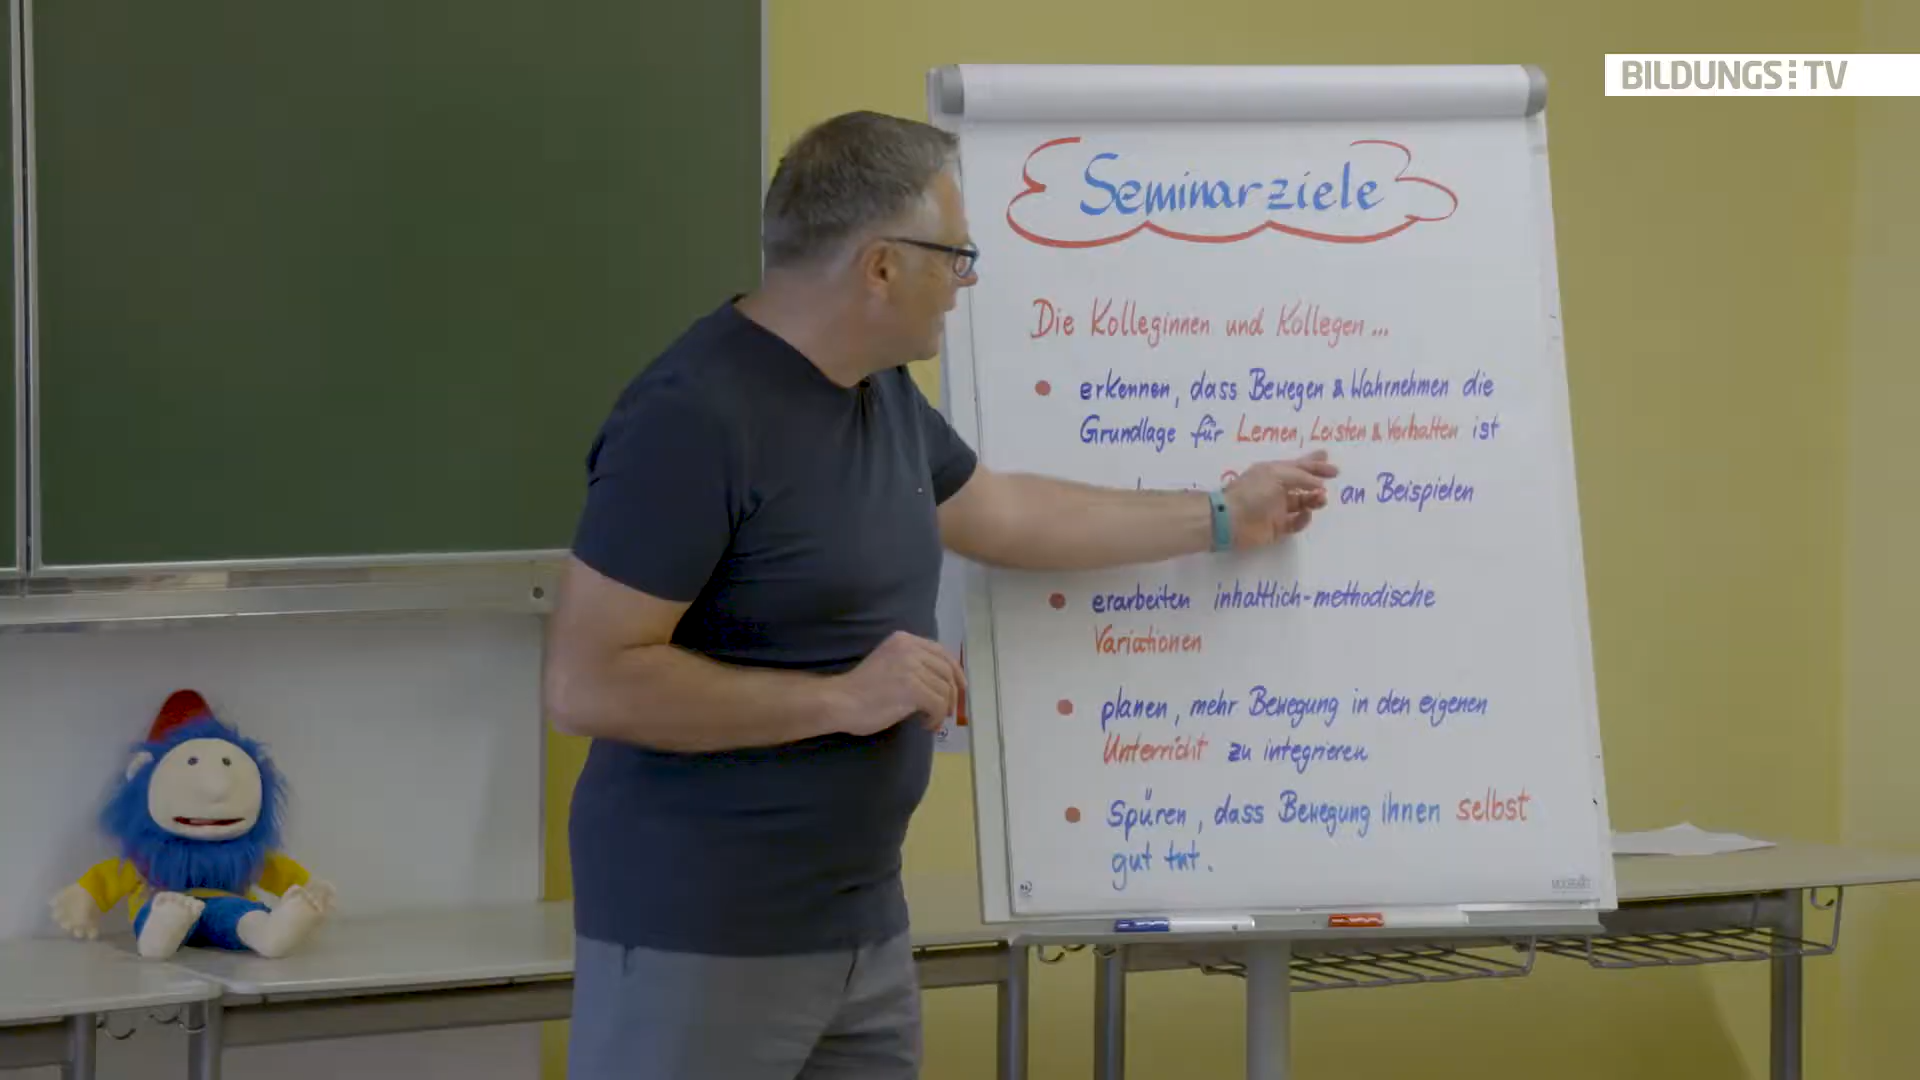 BILDUNGS:TV
Seminarziele
Die Kolleginnen und Kollegen...
erkennen, dass Bewegen & Wahrnehmen die
Grundlage für Lernen, Leisten & Verhalten ist
an Beispielen
erarbeiten inhaltlich-methodische
Variationen
planen, mehr Bewegung in den eigenen
Unterricht zu integrieren
Spüren, dass Bewegung ihnen selbst
gut tut.